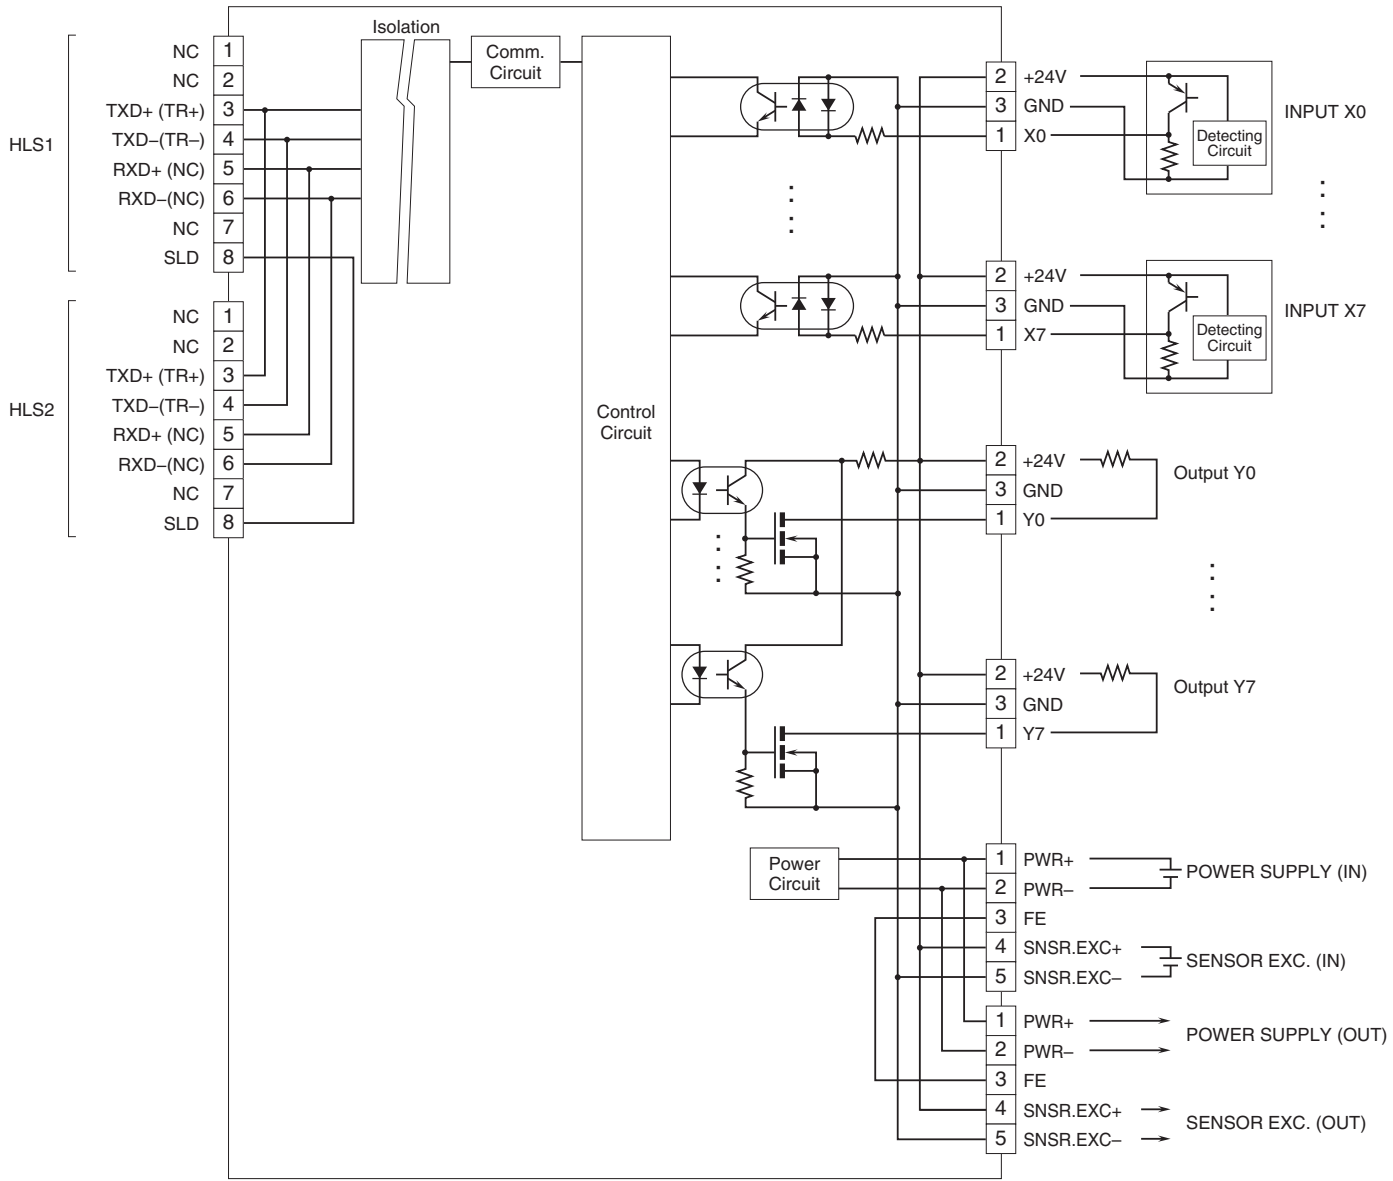 Isolation
Comm.
Circuit
HLS1
NC 1
NC 2
TXD+ (TR+) 3
TXD–(TR–) 4
RXD+ (NC) 5
RXD–(NC) 6
NC 7
SLD 8
HLS2
NC 1
NC 2
TXD+ (TR+) 3
TXD–(TR–) 4
RXD+ (NC) 5
RXD–(NC) 6
NC 7
SLD 8
Control
Circuit
2 +24V
3 GND
1 X0
Detecting
Circuit
INPUT X0
2 +24V
3 GND
1 X7
Detecting
Circuit
INPUT X7
2 +24V
3 GND
1 Y0
Output Y0
2 +24V
3 GND
1 Y7
Output Y7
Power
Circuit
1 PWR+
2 PWR–
POWER SUPPLY (IN)
3 FE
4 SNSR.EXC+
5 SNSR.EXC–
SENSOR EXC. (IN)
1 PWR+
2 PWR–
POWER SUPPLY (OUT)
3 FE
4 SNSR.EXC+
5 SNSR.EXC–
SENSOR EXC. (OUT)